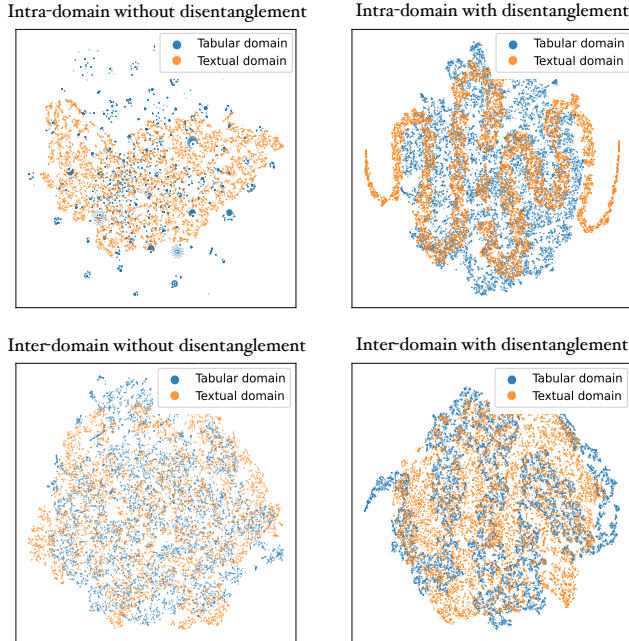 Intra-domain without disentanglement
Intra-domain with disentanglement
Tabular domain
Textual domain
Tabular domain
Textual domain
Inter-domain without disentanglement
Inter-domain with disentanglement
Tabular domain
Textual domain
Tabular domain
Textual domain